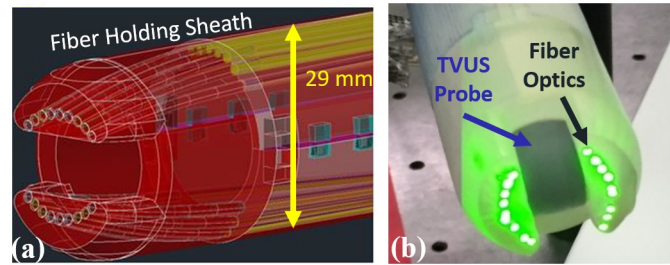 Fiber Holding Sheath
29 mm
(a)
TVUS
Probe
Fiber
Optics
(b)